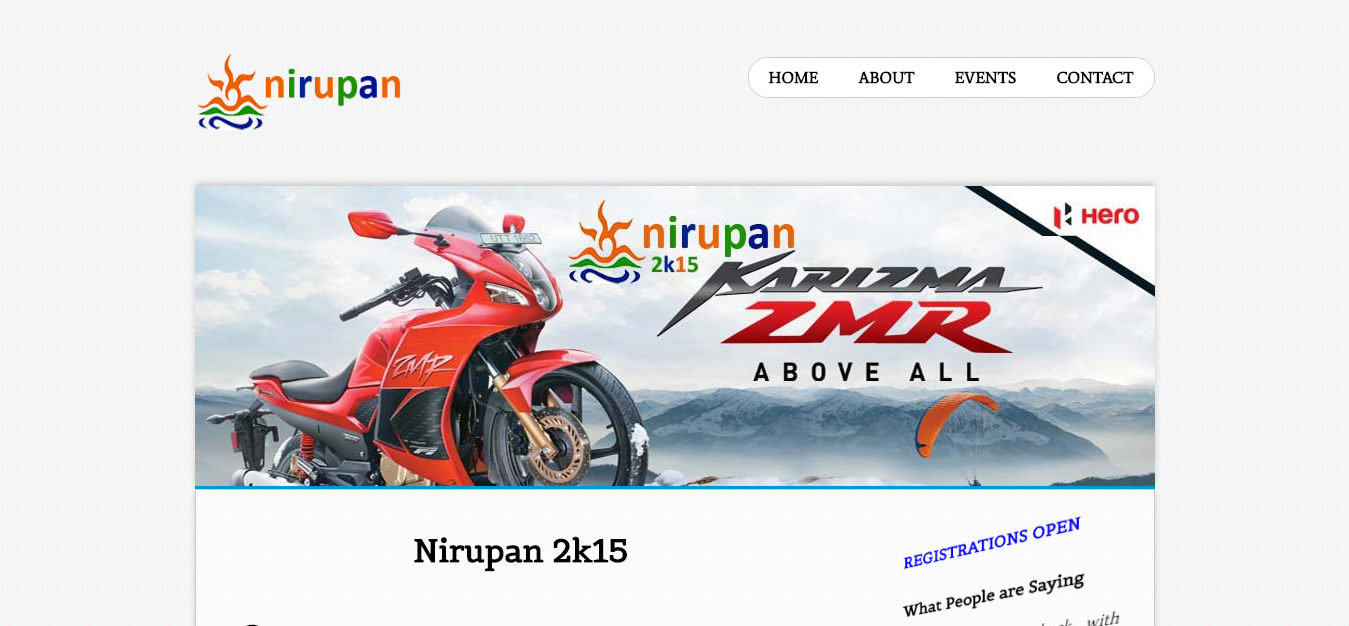 nirupan
HOME ABOUT EVENTS CONTACT
nirupan
2k15
HERO
KARIZMA
ZMR
ABOVE ALL
ZMR
Nirupan 2k15
REGISTRATIONS OPEN
What People are Saying
with